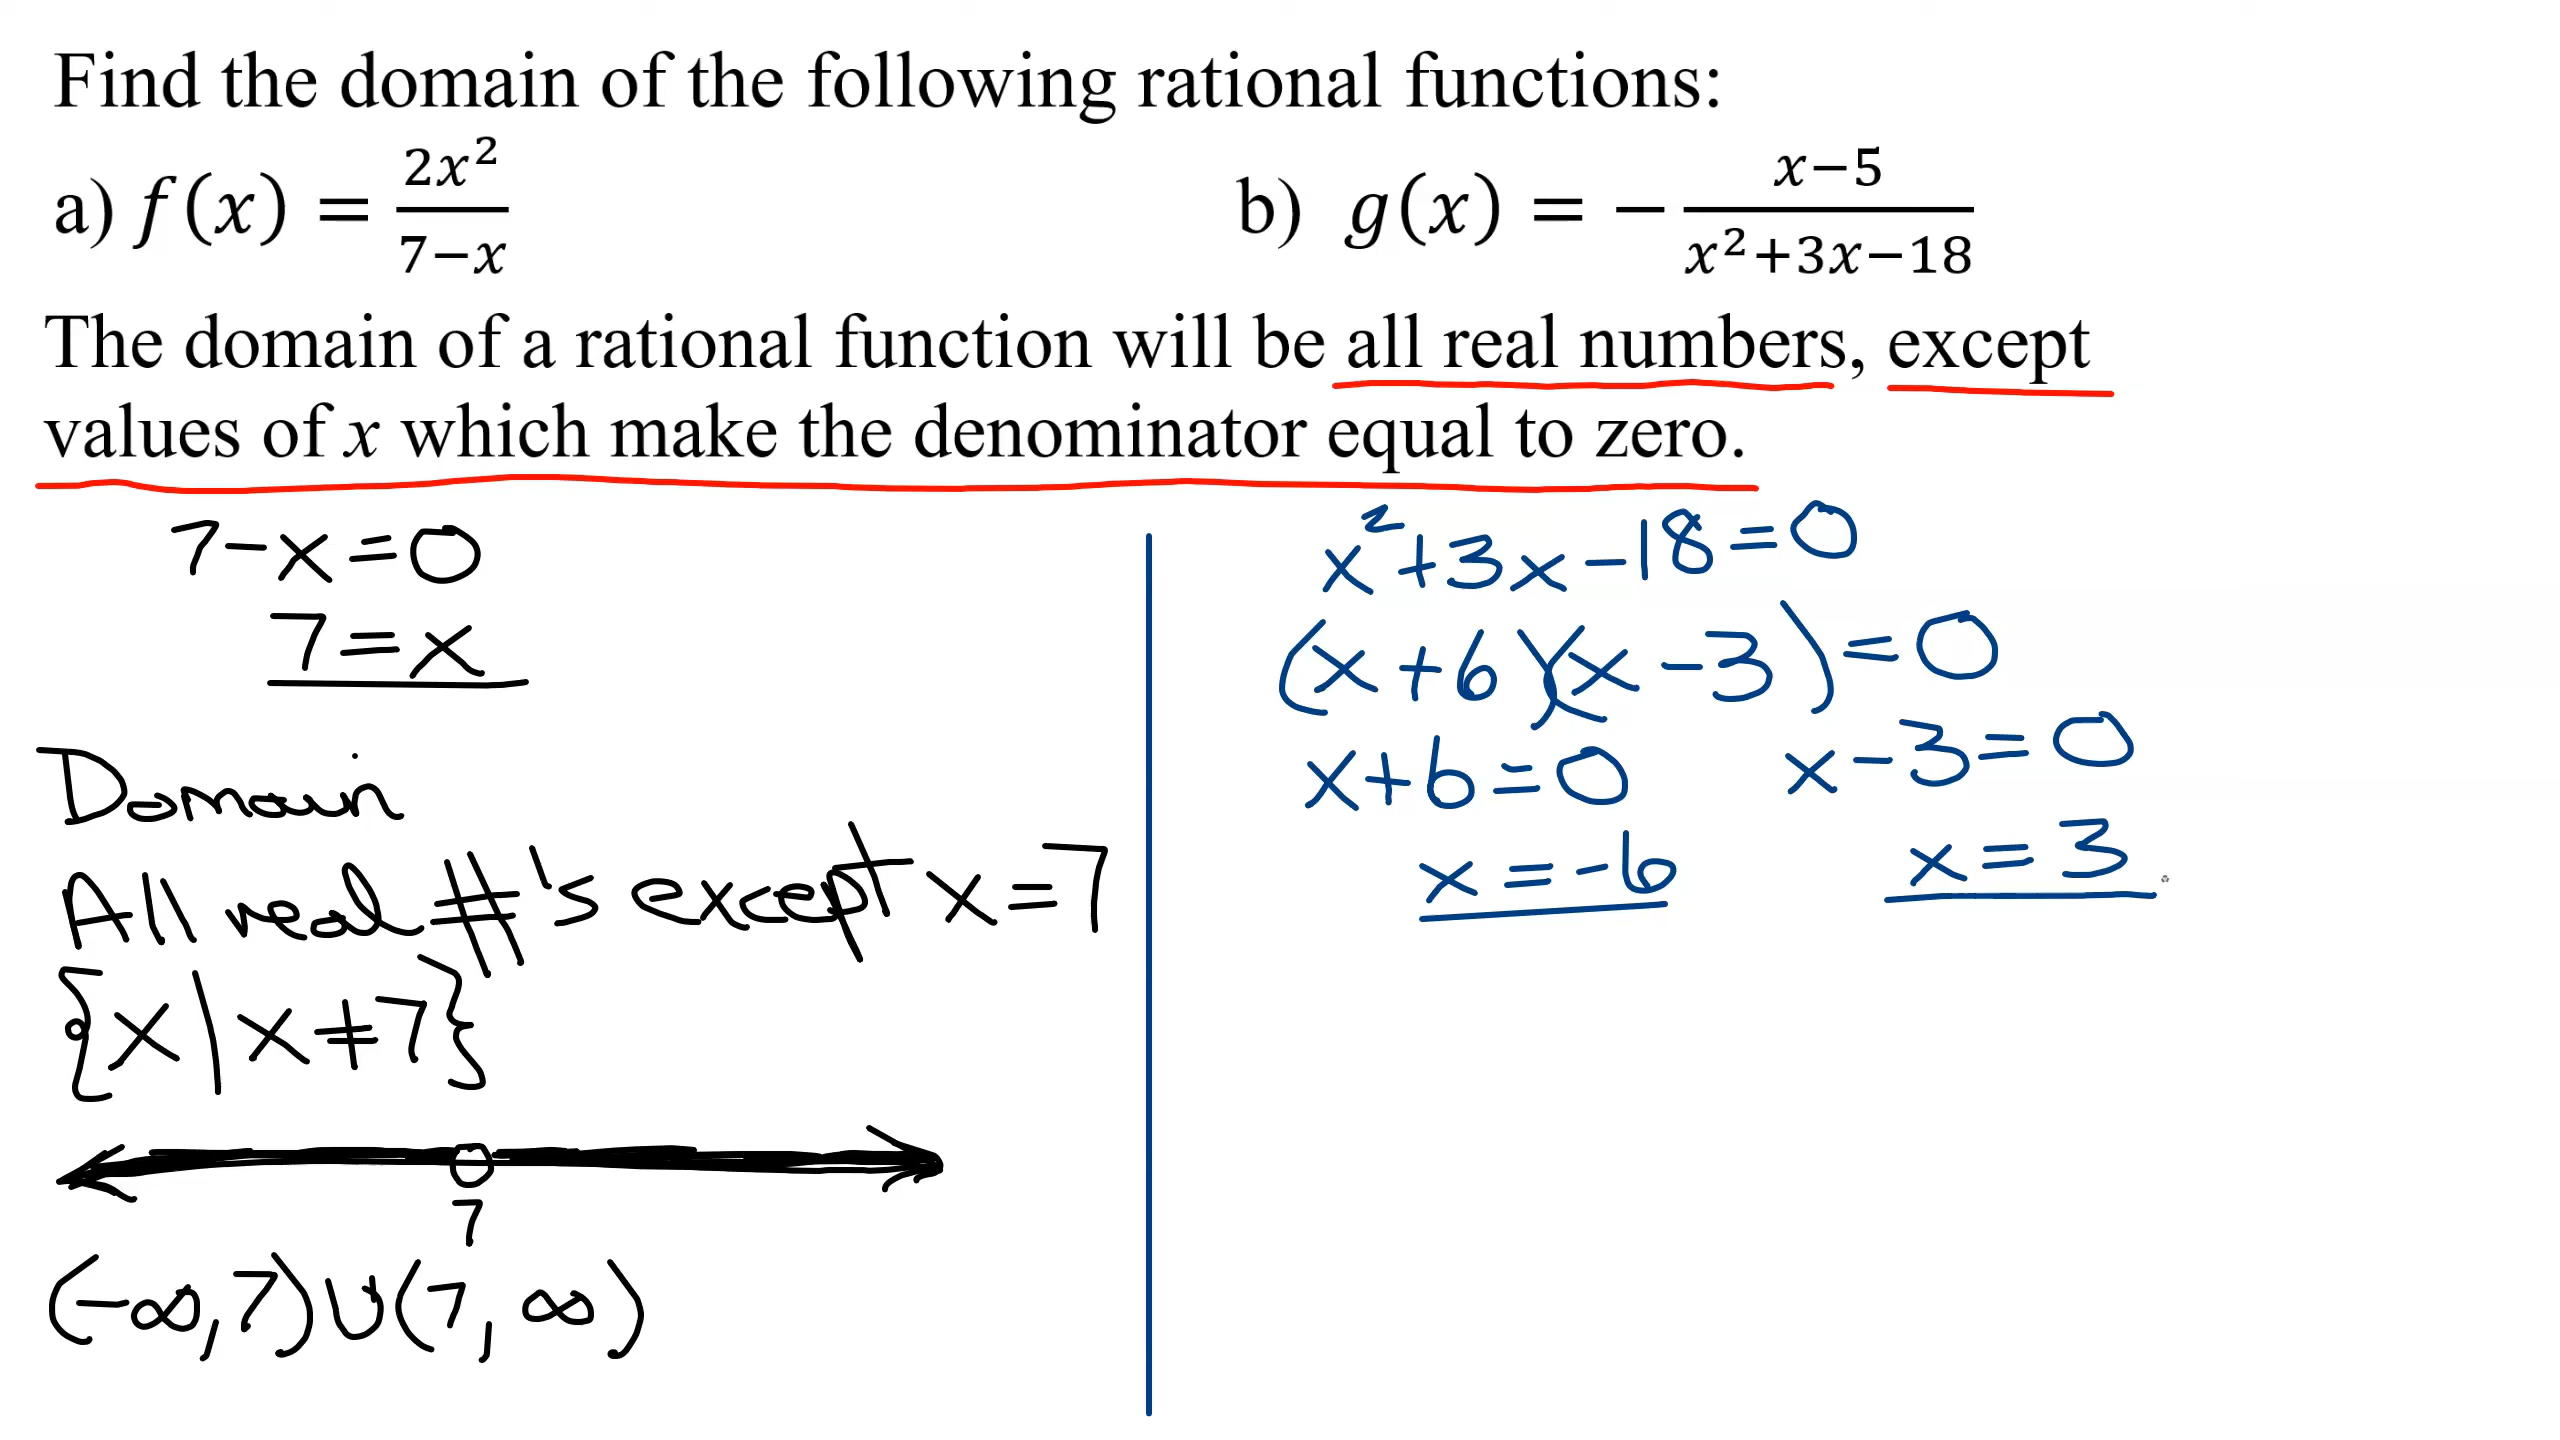 Find the domain of the following rational functions:
a) f(x) = 2x²/7−x
b) g(x) = − x−5/x²+3x−18
The domain of a rational function will be all real numbers, except
values of x which make the denominator equal to zero.
7−x=0
7=x
Domain
All real #'s except x=7
{x|x≠7}
7
(−∞,7)∪(7,∞)
x²+3x−18=0
(x+6)(x−3)=0
x+6=0 x−3=0
x=-6 x=3